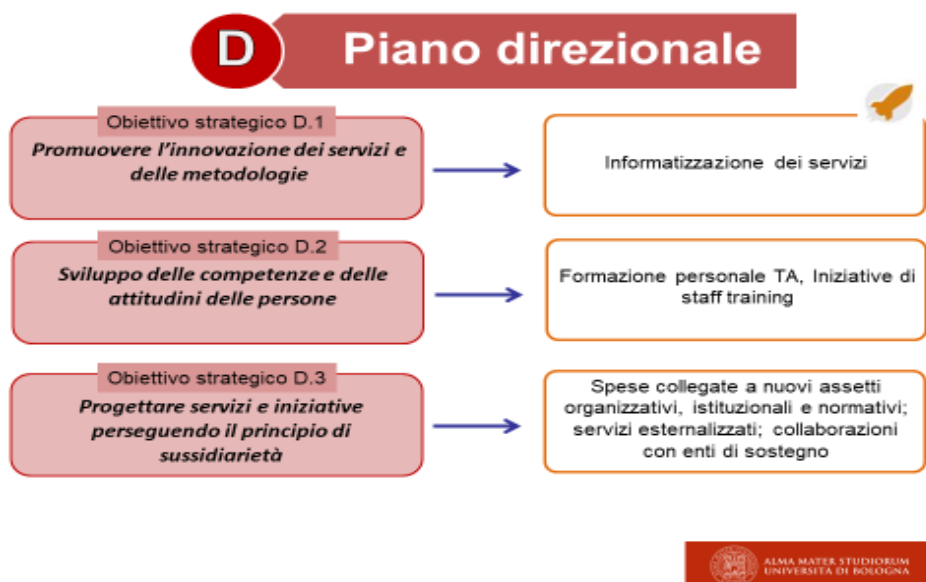 D Piano direzionale
Obiettivo strategico D.1
Promuovere l'innovazione dei servizi e
delle metodologie
Informatizzazione dei servizi
Obiettivo strategico D.2
Sviluppo delle competenze e delle
attitudini delle persone
Formazione personale TA, Iniziative di
staff training
Obiettivo strategico D.3
Progettare servizi e iniziative
perseguendo il principio di
sussidiarietà
Spese collegate a nuovi assetti
organizzativi, istituzionali e normativi;
servizi esternalizzati; collaborazioni
con enti di sostegno
ALMA MATER STUDIORUM
UNIVERSITÀ DI BOLOGNA